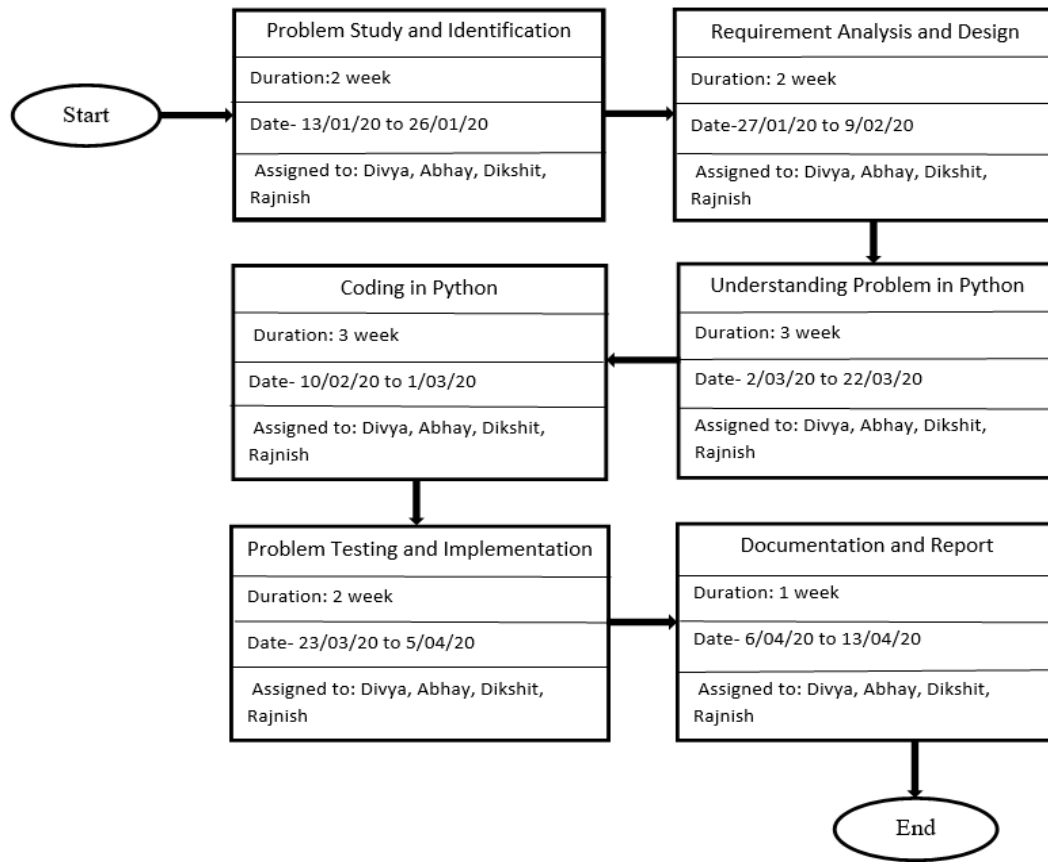 Start
Problem Study and Identification
Duration:2 week
Date- 13/01/20 to 26/01/20
Assigned to: Divya, Abhay, Dikshit,
Rajnish
Requirement Analysis and Design
Duration: 2 week
Date-27/01/20 to 9/02/20
Assigned to: Divya, Abhay, Dikshit,
Rajnish
Understanding Problem in Python
Duration: 3 week
Date- 2/03/20 to 22/03/20
Assigned to: Divya, Abhay, Dikshit,
Rajnish
Coding in Python
Duration: 3 week
Date- 10/02/20 to 1/03/20
Assigned to: Divya, Abhay, Dikshit,
Rajnish
Problem Testing and Implementation
Duration: 2 week
Date- 23/03/20 to 5/04/20
Assigned to: Divya, Abhay, Dikshit,
Rajnish
Documentation and Report
Duration: 1 week
Date- 6/04/20 to 13/04/20
Assigned to: Divya, Abhay, Dikshit,
Rajnish
End